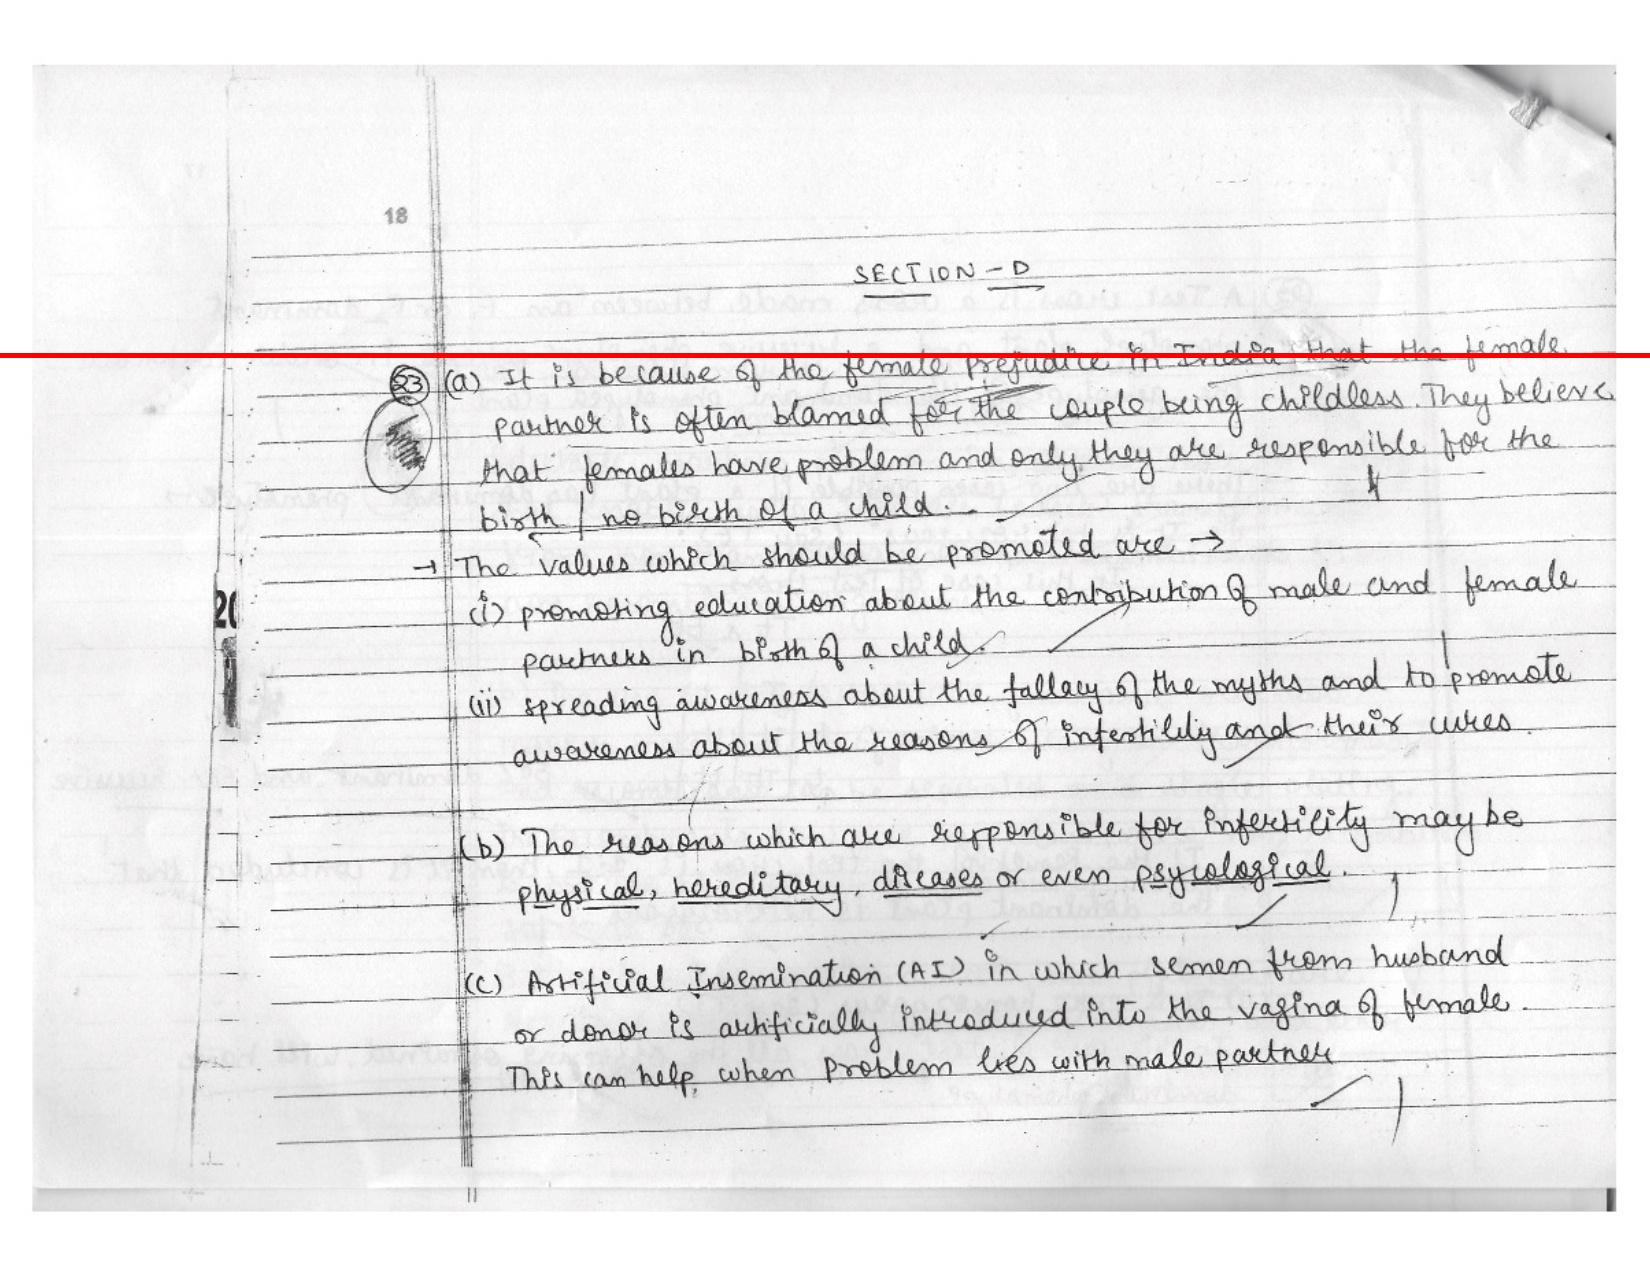 18
SECTION - D
23 (a) It is because of the female prejudice in India, that the female
partner is often blamed for the couple being childless. They believe
that females have problem and only they are responsible for the
birth / no birth of a child.
→ The values which should be promoted are →
(i) promoting education about the contribution of male and female
partners in birth of a child.
(ii) spreading awareness about the fallacy of the myths and to promote
awareness about the reasons of infertility and their cures.
(b) The reasons which are responsible for infertility may be
physical, hereditary, diseases or even psycological.
(c) Artificial Insemination (AI) in which semen from husband
or donor is artificially introduced into the vagina of female.
This can help, when problem lies with male partner